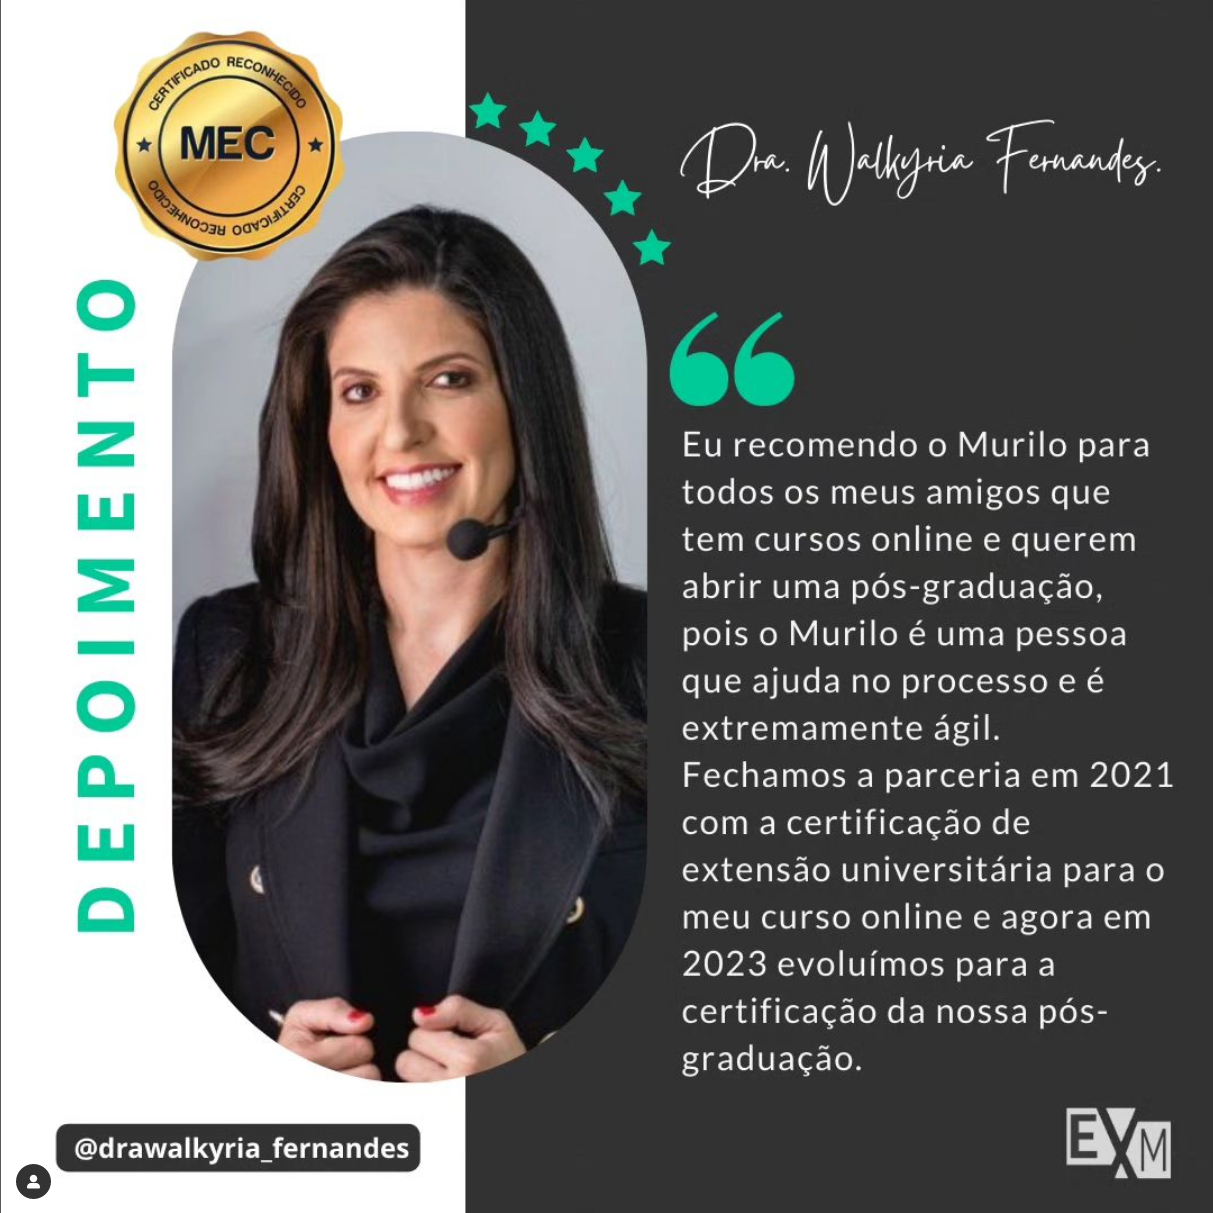 CERTIFICADO RECONHECIDO
MEC
CERTIFICADO RECONHECIDO
DEPOIMENTO
Dra. Walkyria Fernandes.
“
Eu recomendo o Murilo para
todos os meus amigos que
tem cursos online e querem
abrir uma pós-graduação,
pois o Murilo é uma pessoa
que ajuda no processo e é
extremamente ágil.
Fechamos a parceria em 2021
com a certificação de
extensão universitária para o
meu curso online e agora em
2023 evoluímos para a
certificação da nossa pós-
graduação.
@drawalkyria_fernandes
EXM